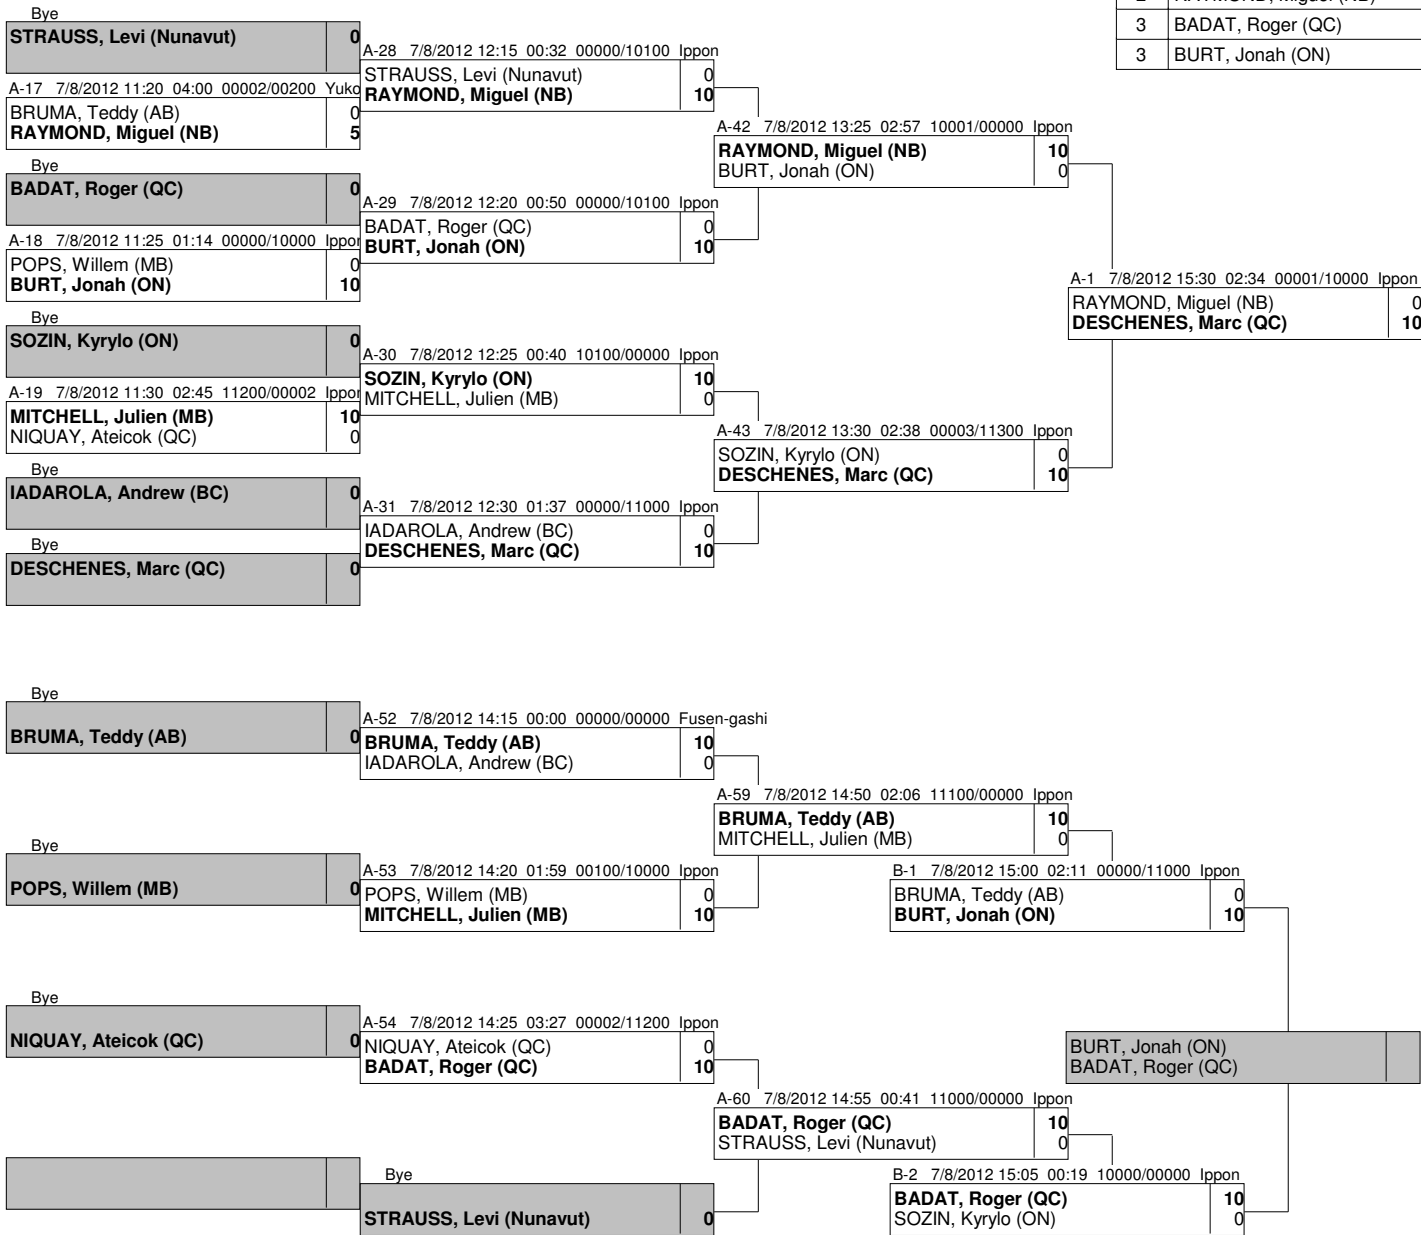 2 RAYMOND, Miguel (NB)
3 BADAT, Roger (QC)
3 BURT, Jonah (ON)
Bye
STRAUSS, Levi (Nunavut) 0
A-17 7/8/2012 11:20 04:00 00002/00200 Yuko
BRUMA, Teddy (AB) 0
RAYMOND, Miguel (NB) 5
Bye
BADAT, Roger (QC) 0
A-18 7/8/2012 11:25 01:14 00000/10000 Ippon
POPS, Willem (MB) 0
BURT, Jonah (ON) 10
Bye
SOZIN, Kyrylo (ON) 0
A-19 7/8/2012 11:30 02:45 11200/00002 Ippon
MITCHELL, Julien (MB) 10
NIQUAY, Ateicok (QC) 0
Bye
IADAROLA, Andrew (BC) 0
Bye
DESCHENES, Marc (QC) 0
A-28 7/8/2012 12:15 00:32 00000/10100 Ippon
STRAUSS, Levi (Nunavut) 0
RAYMOND, Miguel (NB) 10
A-29 7/8/2012 12:20 00:50 00000/10100 Ippon
BADAT, Roger (QC) 0
BURT, Jonah (ON) 10
A-30 7/8/2012 12:25 00:40 10100/00000 Ippon
SOZIN, Kyrylo (ON) 10
MITCHELL, Julien (MB) 0
A-31 7/8/2012 12:30 01:37 00000/11000 Ippon
IADAROLA, Andrew (BC) 0
DESCHENES, Marc (QC) 10
A-42 7/8/2012 13:25 02:57 10001/00000 Ippon
RAYMOND, Miguel (NB) 10
BURT, Jonah (ON) 0
A-43 7/8/2012 13:30 02:38 00003/11300 Ippon
SOZIN, Kyrylo (ON) 0
DESCHENES, Marc (QC) 10
A-1 7/8/2012 15:30 02:34 00001/10000 Ippon
RAYMOND, Miguel (NB) 0
DESCHENES, Marc (QC) 10
Bye
BRUMA, Teddy (AB) 0
Bye
POPS, Willem (MB) 0
Bye
NIQUAY, Ateicok (QC) 0
A-52 7/8/2012 14:15 00:00 00000/00000 Fusen-gashi
BRUMA, Teddy (AB) 10
IADAROLA, Andrew (BC) 0
A-53 7/8/2012 14:20 01:59 00100/10000 Ippon
POPS, Willem (MB) 0
MITCHELL, Julien (MB) 10
A-54 7/8/2012 14:25 03:27 00002/11200 Ippon
NIQUAY, Ateicok (QC) 0
BADAT, Roger (QC) 10
Bye
STRAUSS, Levi (Nunavut) 0
A-59 7/8/2012 14:50 02:06 11100/00000 Ippon
BRUMA, Teddy (AB) 10
MITCHELL, Julien (MB) 0
A-60 7/8/2012 14:55 00:41 11000/00000 Ippon
BADAT, Roger (QC) 10
STRAUSS, Levi (Nunavut) 0
B-1 7/8/2012 15:00 02:11 00000/11000 Ippon
BRUMA, Teddy (AB) 0
BURT, Jonah (ON) 10
B-2 7/8/2012 15:05 00:19 10000/00000 Ippon
BADAT, Roger (QC) 10
SOZIN, Kyrylo (ON) 0
BURT, Jonah (ON)
BADAT, Roger (QC)